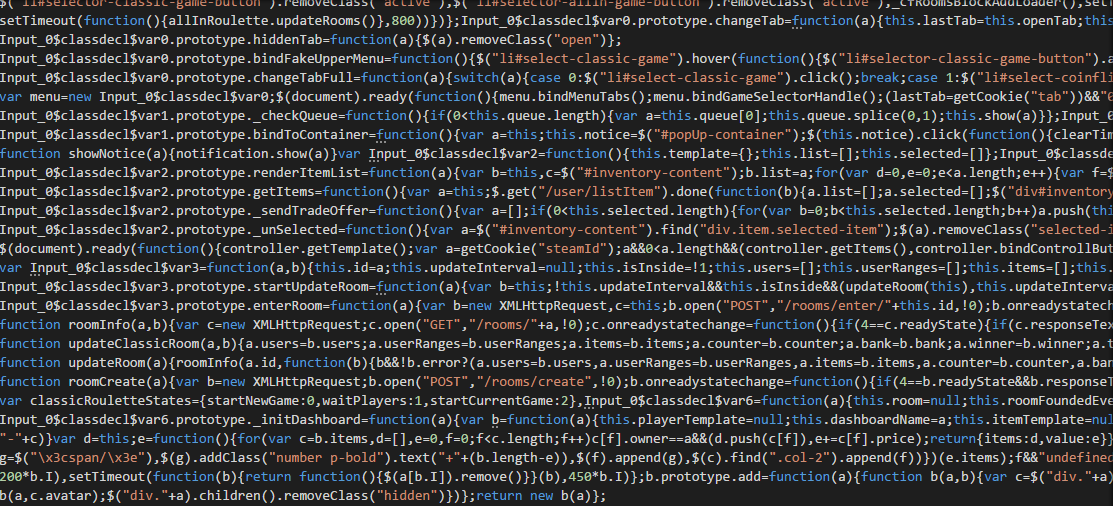 $("li#selector-classic-game-button").removeClass("active"),$("li#selector-allin-game-button").removeClass("active"),_cfRoomsBlockAddLoader(),set
setTimeout(function(){allInRoulette.updateRooms()},800))})};Input_0$classdecl$var0.prototype.changeTab=function(a){this.lastTab=this.openTab;this
Input_0$classdecl$var0.prototype.hiddenTab=function(a){$(a).removeClass("open")};
Input_0$classdecl$var0.prototype.bindFakeUpperMenu=function(){$("li#select-classic-game").hover(function(){$("li#selector-classic-game-button").a
Input_0$classdecl$var0.prototype.changeTabFull=function(a){switch(a){case 0:$("li#select-classic-game").click();break;case 1:$("li#select-coinfli
var menu=new Input_0$classdecl$var0;$(document).ready(function(){menu.bindMenuTabs();menu.bindGameSelectorHandle();(lastTab=getCookie("tab"))&&"0
Input_0$classdecl$var1.prototype._checkQueue=function(){if(0<this.queue.length){var a=this.queue[0];this.queue.splice(0,1);this.show(a)}};Input_0
Input_0$classdecl$var1.prototype.bindToContainer=function(){var a=this;this.notice=$("#popUp-container");$(this.notice).click(function(){clearTim
function showNotice(a){notification.show(a)}var Input_0$classdecl$var2=function(){this.template={};this.list=[];this.selected=[]};Input_0$classde
Input_0$classdecl$var2.prototype.renderItemList=function(a){var b=this,c=$("#inventory-content");b.list=a;for(var d=0,e=0;e<a.length;e++){var f=$
Input_0$classdecl$var2.prototype.getItems=function(){var a=this;$.get("/user/listItem").done(function(b){a.list=[];a.selected=[];$("div#inventory
Input_0$classdecl$var2.prototype._sendTradeOffer=function(){var a=[];if(0<this.selected.length){for(var b=0;b<this.selected.length;b++)a.push(thi
Input_0$classdecl$var2.prototype._unSelected=function(){var a=$("#inventory-content").find("div.item.selected-item");$(a).removeClass("selected-i
$(document).ready(function(){controller.getTemplate();var a=getCookie("steamId");a&&0<a.length&&(controller.getItems(),controller.bindControllBut
var Input_0$classdecl$var3=function(a,b){this.id=a;this.updateInterval=null;this.isInside=!1;this.users=[];this.userRanges=[];this.items=[];this.
Input_0$classdecl$var3.prototype.startUpdateRoom=function(a){var b=this;!this.updateInterval&&this.isInside&&(updateRoom(this),this.updateInterva
Input_0$classdecl$var3.prototype.enterRoom=function(a){var b=new XMLHttpRequest,c=this;b.open("POST","/rooms/enter/"+this.id,!0);b.onreadystatech
function roomInfo(a,b){var c=new XMLHttpRequest;c.open("GET","/rooms/"+a,!0);c.onreadystatechange=function(){if(4==c.readyState){if(c.responseTex
function updateClassicRoom(a,b){a.users=b.users;a.userRanges=b.userRanges;a.items=b.items;a.counter=b.counter;a.bank=b.bank;a.winner=b.winner;a.t
function updateRoom(a){roomInfo(a.id,function(b){b&&!b.error?(a.users=b.users,a.userRanges=b.userRanges,a.items=b.items,a.counter=b.counter,a.ban
function roomCreate(a){var b=new XMLHttpRequest;b.open("POST","/rooms/create",!0);b.onreadystatechange=function(){if(4==b.readyState&&b.responseT
var classicRouletteStates={startNewGame:0,waitPlayers:1,startCurrentGame:2},Input_0$classdecl$var6=function(a){this.room=null;this.roomFoundedEve
Input_0$classdecl$var6.prototype._initDashboard=function(a){var b=function(a){this.playerTemplate=null;this.dashboardName=a;this.itemTemplate=nul
"-"+c)}var d=this;e=function(){for(var c=b.items,d=[],e=0,f=0;f<c.length;f++)c[f].owner==a&&(d.push(c[f]),e+=c[f].price);return{items:d,value:e}}
g=$("\x3cspan/\x3e"),$(g).addClass("number p-bold").text("+"+(b.length-e)),$(f).append(g),$(c).find(".col-2").append(f))})(e.items);f&&"undefined
200*b.I),setTimeout(function(b){return function(){$(a[b.I]).remove()}}(b),450*b.I)};b.prototype.add=function(a){function b(a,b){var c=$("div."+a)
b(a,c.avatar);$("div."+a).children().removeClass("hidden")})};return new b(a)};